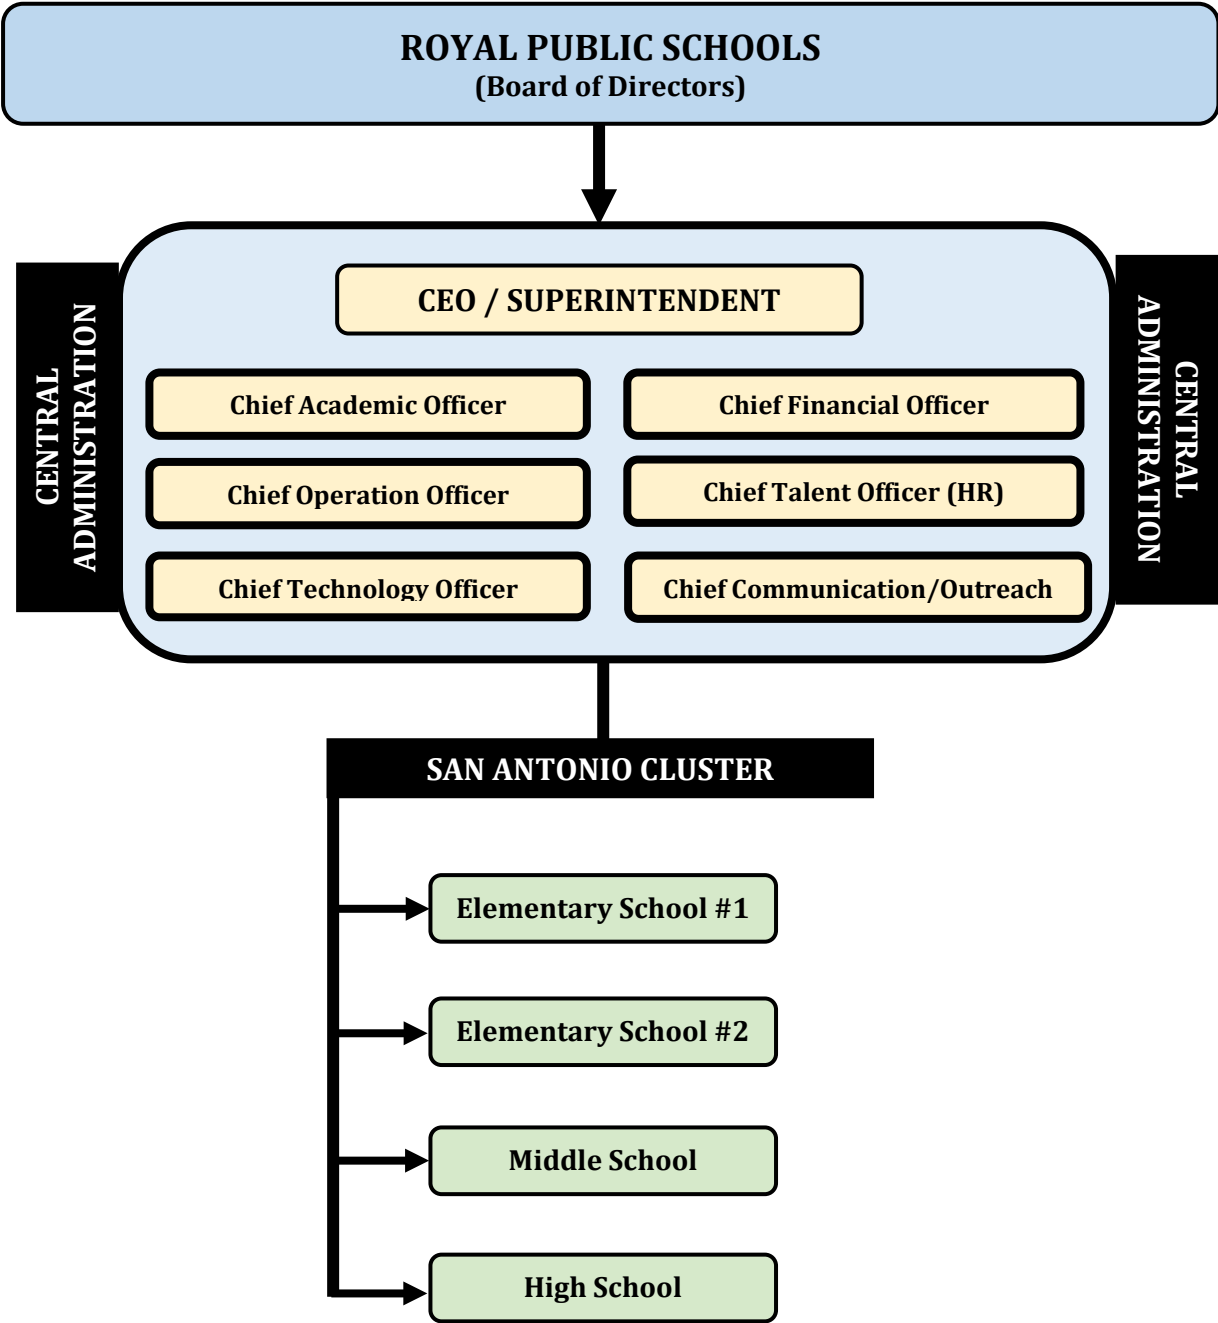 ROYAL PUBLIC SCHOOLS
(Board of Directors)
CENTRAL
ADMINISTRATION
CEO / SUPERINTENDENT
Chief Academic Officer
Chief Financial Officer
Chief Operation Officer
Chief Talent Officer (HR)
Chief Technology Officer
Chief Communication/Outreach
CENTRAL
ADMINISTRATION
SAN ANTONIO CLUSTER
Elementary School #1
Elementary School #2
Middle School
High School